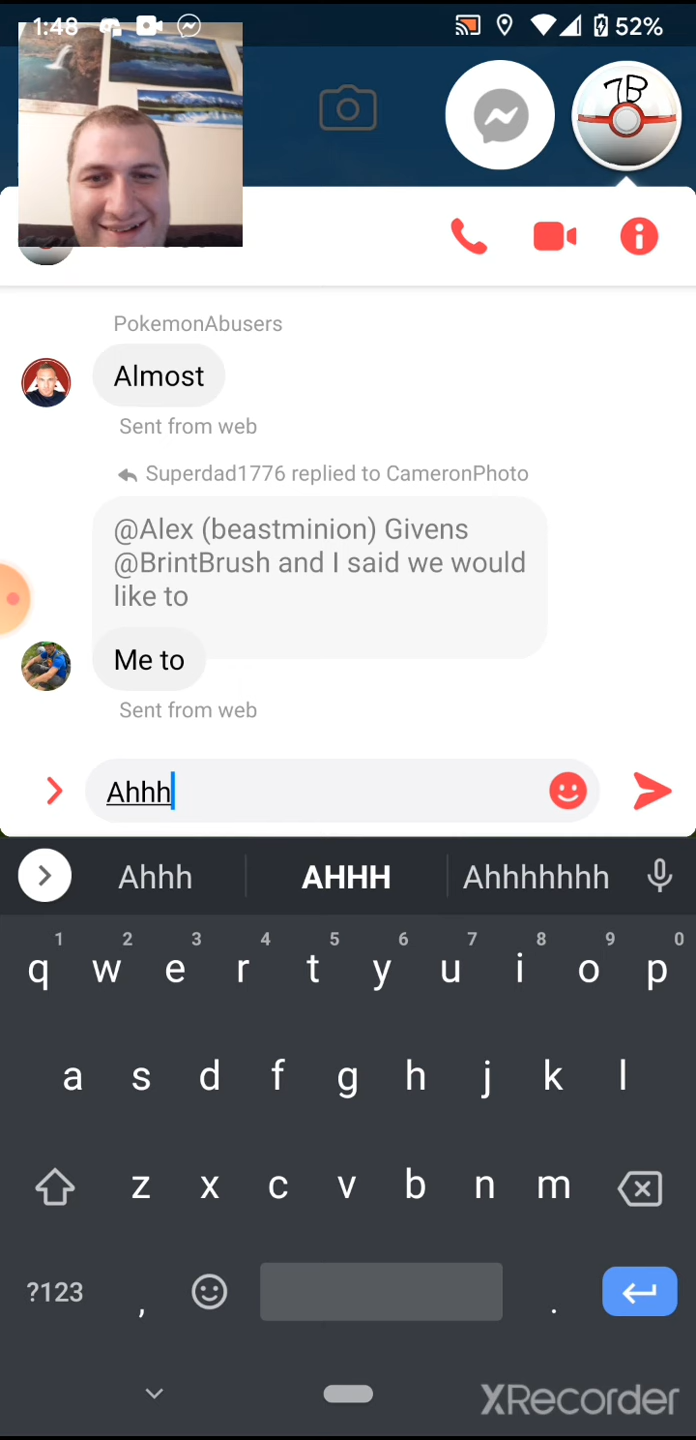 1:48
52%
7B
PokemonAbusers
Almost
Sent from web
Superdad1776 replied to CameronPhoto
@Alex (beastminion) Givens
@BrintBrush and I said we would
like to
Me to
Sent from web
Ahhh
Ahhh AHHH Ahhhhhhh
1 2 3 4 5 6 7 8 9 0
q w e r t y u i o p
a s d f g h j k l
z x c v b n m
?123 , .
XRecorder